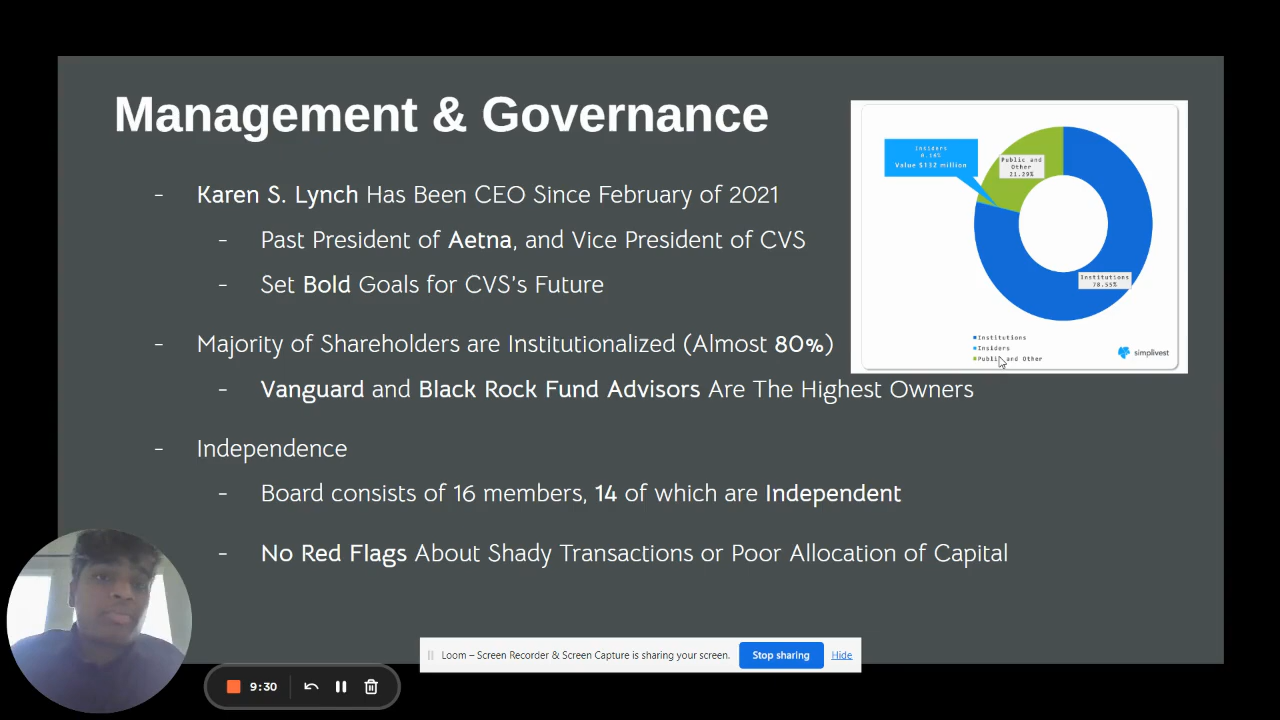 Management & Governance
- Karen S. Lynch Has Been CEO Since February of 2021
- Past President of Aetna, and Vice President of CVS
- Set Bold Goals for CVS's Future
- Majority of Shareholders are Institutionalized (Almost 80%)
- Vanguard and Black Rock Fund Advisors Are The Highest Owners
- Independence
- Board consists of 16 members, 14 of which are Independent
- No Red Flags About Shady Transactions or Poor Allocation of Capital
Insiders
Value $132 million
Public and
Other
21.29%
Institutions
78.55%
Institutions
Insiders
Public and Other
simplivest
Loom – Screen Recorder & Screen Capture is sharing your screen.
Stop sharing
Hide
9:30